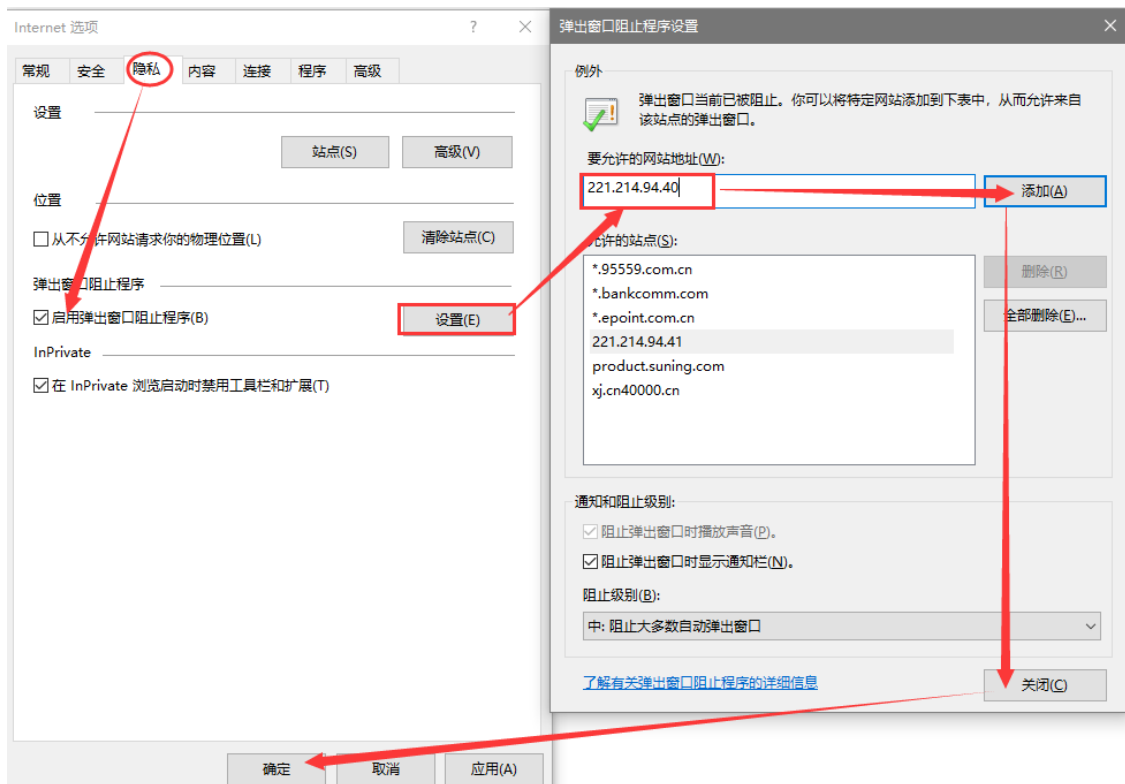 Internet 选项
常规 安全 隐私 内容 连接 程序 高级
设置
站点(S) 高级(V)
位置
从不允许网站请求你的物理位置(L) 清除站点(C)
弹出窗口阻止程序
启用弹出窗口阻止程序(B) 设置(E)
InPrivate
在 InPrivate 浏览启动时禁用工具栏和扩展(T)
确定 取消 应用(A)
弹出窗口阻止程序设置
例外
弹出窗口当前已被阻止。你可以将特定网站添加到下表中，从而允许来自
该站点的弹出窗口。
要允许的网站地址(W):
221.214.94.40 添加(A)
允许的站点(S):
*.95559.com.cn 删除(R)
*.bankcomm.com
*.epoint.com.cn 全部删除(E)...
221.214.94.41
product.suning.com
xj.cn40000.cn
通知和阻止级别:
阻止弹出窗口时播放声音(P)。
阻止弹出窗口时显示通知栏(N)。
阻止级别(B):
中: 阻止大多数自动弹出窗口
了解有关弹出窗口阻止程序的详细信息 关闭(C)